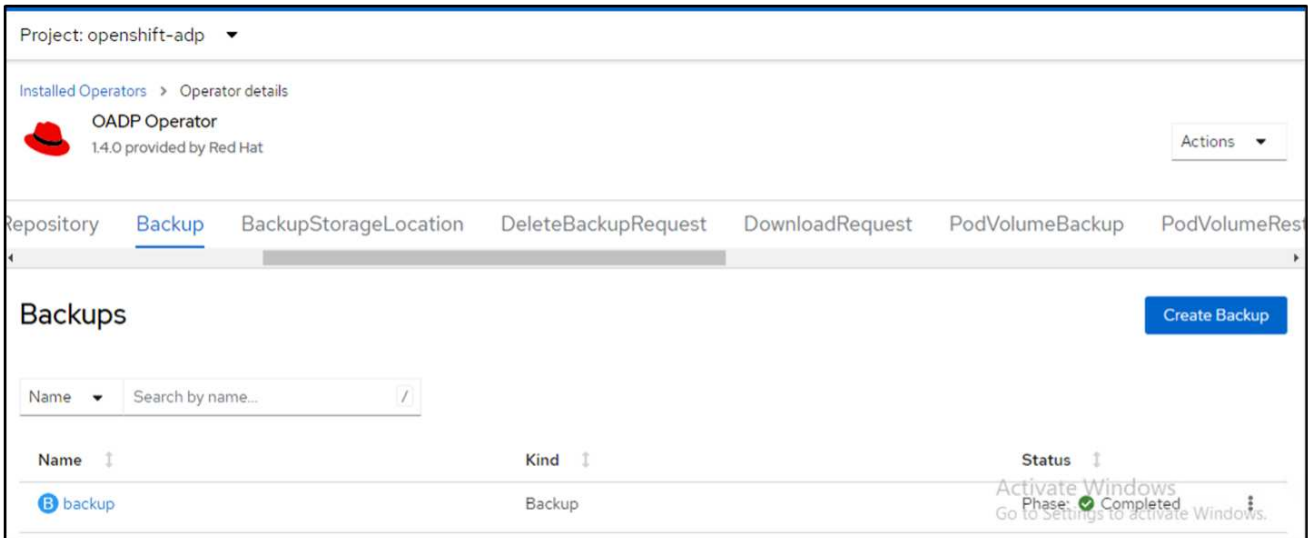 Project: openshift-adp
Installed Operators > Operator details
OADP Operator
1.4.0 provided by Red Hat
Actions
Repository Backup BackupStorageLocation DeleteBackupRequest DownloadRequest PodVolumeBackup PodVolumeRest
Backups
Create Backup
Name Search by name... /
Name Kind Status
B backup Backup Phase: Completed
Activate Windows
Go to Settings to activate Windows.